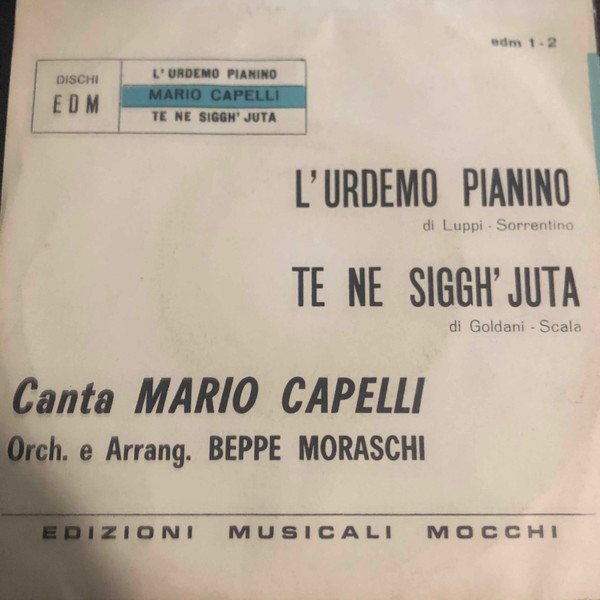 edm 1 - 2
DISCHI
EDM
L'URDEMO PIANINO
MARIO CAPELLI
TE NE SIGGH'JUTA
L'URDEMO PIANINO
di Luppi - Sorrentino
TE NE SIGGH'JUTA
di Goldani - Scala
Canta MARIO CAPELLI
Orch. e Arrang. BEPPE MORASCHI
EDIZIONI MUSICALI MOCCHI